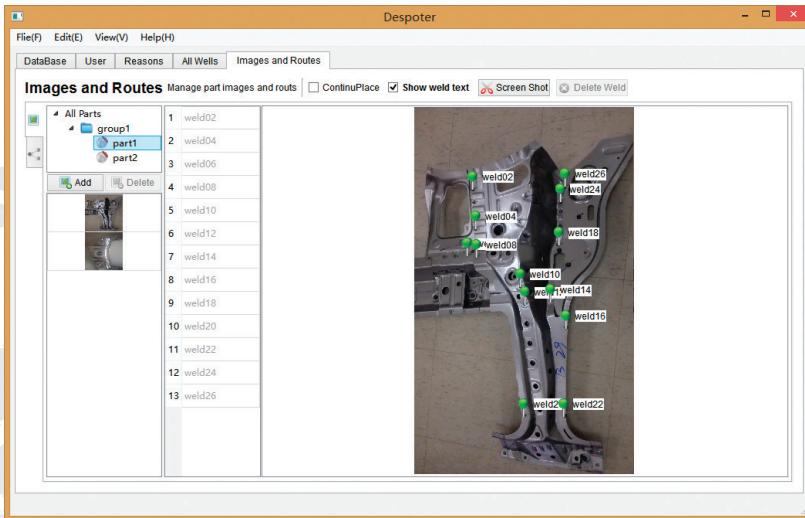 Despoter
Flie(F) Edit(E) View(V) Help(H)
DataBase User Reasons All Wells Images and Routes
Images and Routes Manage part images and routs ContinuPlace Show weld text Screen Shot Delete Weld
All Parts
group1
part1
part2
Add Delete
1 weld02
2 weld04
3 weld06
4 weld08
5 weld10
6 weld12
7 weld14
8 weld16
9 weld18
10 weld20
11 weld22
12 weld24
13 weld26
weld02
weld26
weld24
weld04
weld18
weld08
weld10
weld14
weld16
weld22